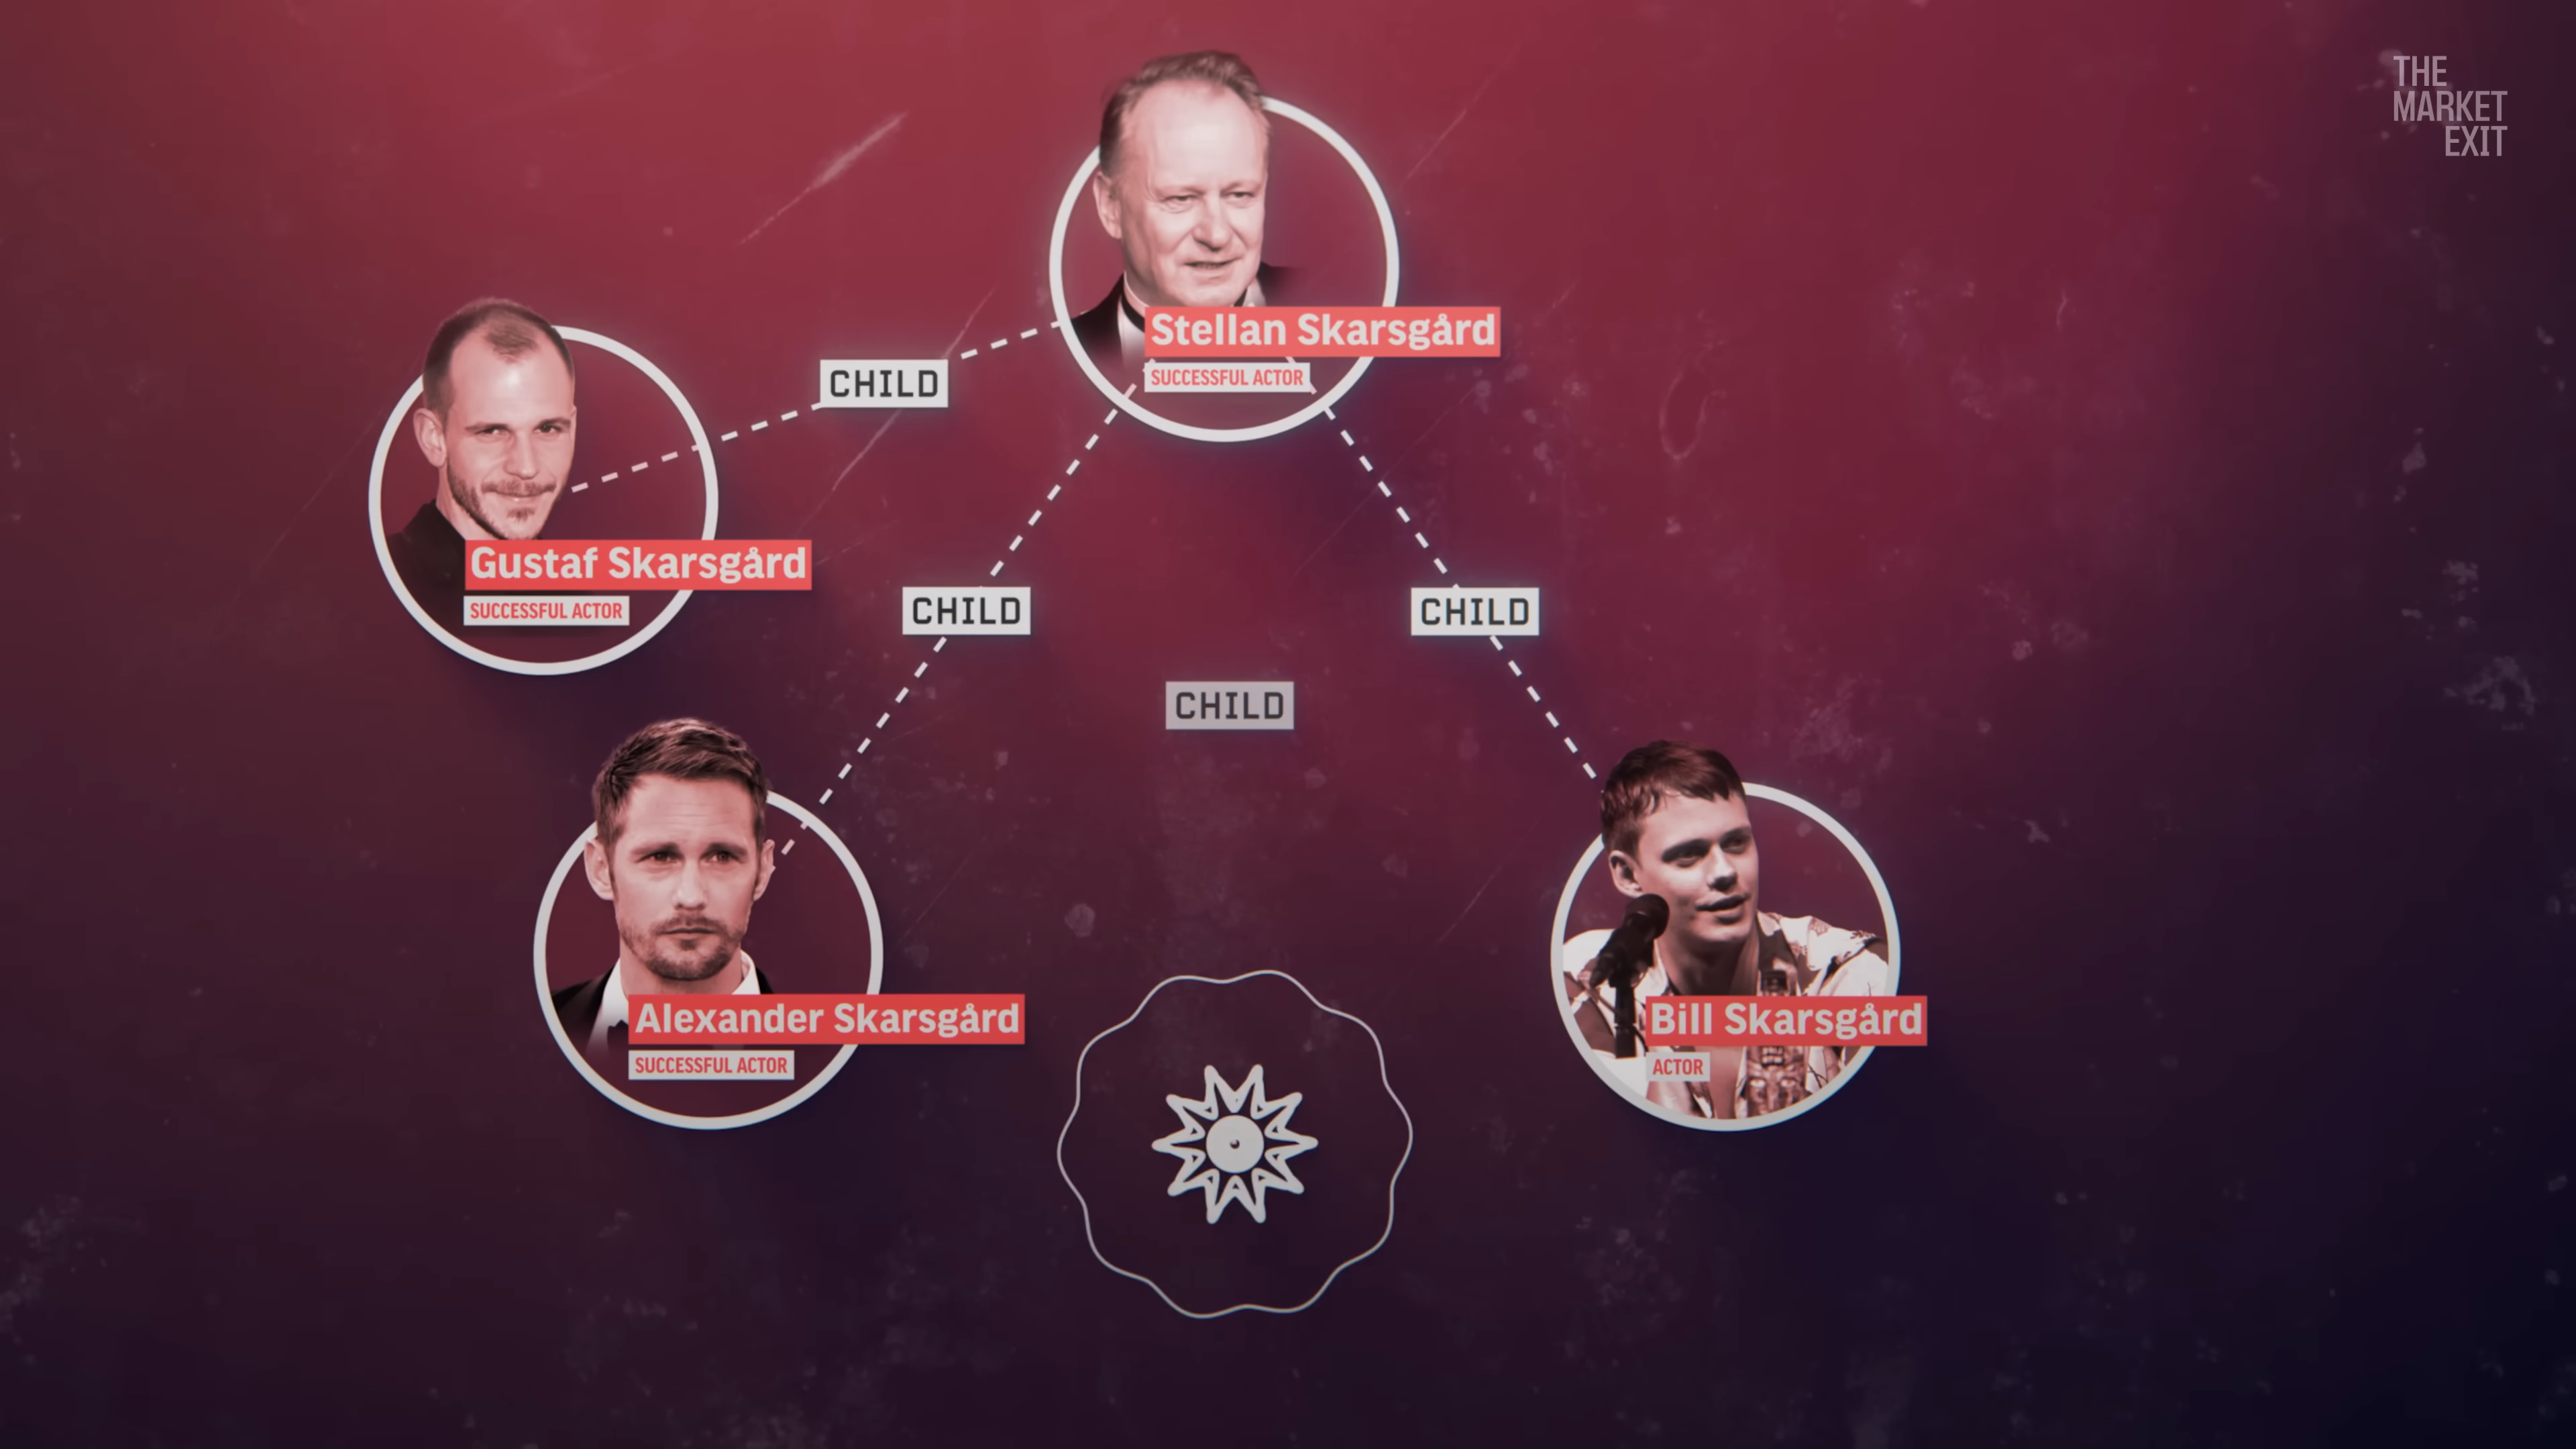 THE
MARKET
EXIT
Stellan Skarsgård
SUCCESSFUL ACTOR
CHILD
Gustaf Skarsgård
SUCCESSFUL ACTOR
CHILD
CHILD
CHILD
Alexander Skarsgård
SUCCESSFUL ACTOR
Bill Skarsgård
ACTOR